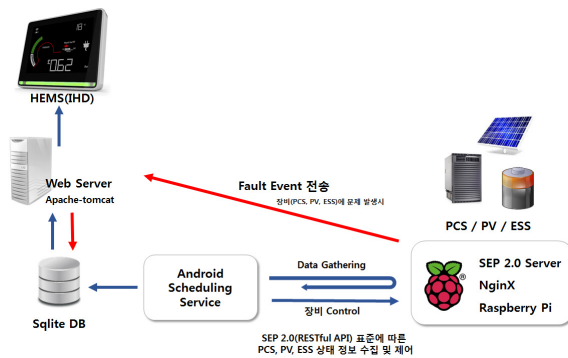 HEMS(IHD)
Web Server
Apache-tomcat
Fault Event 전송
장비(PCS, PV, ESS)에 문제 발생시
PCS / PV / ESS
Sqlite DB
Android
Scheduling
Service
Data Gathering
장비 Control
SEP 2.0 Server
NginX
Raspberry Pi
SEP 2.0(RESTful API) 표준에 따른
PCS, PV, ESS 상태 정보 수집 및 제어